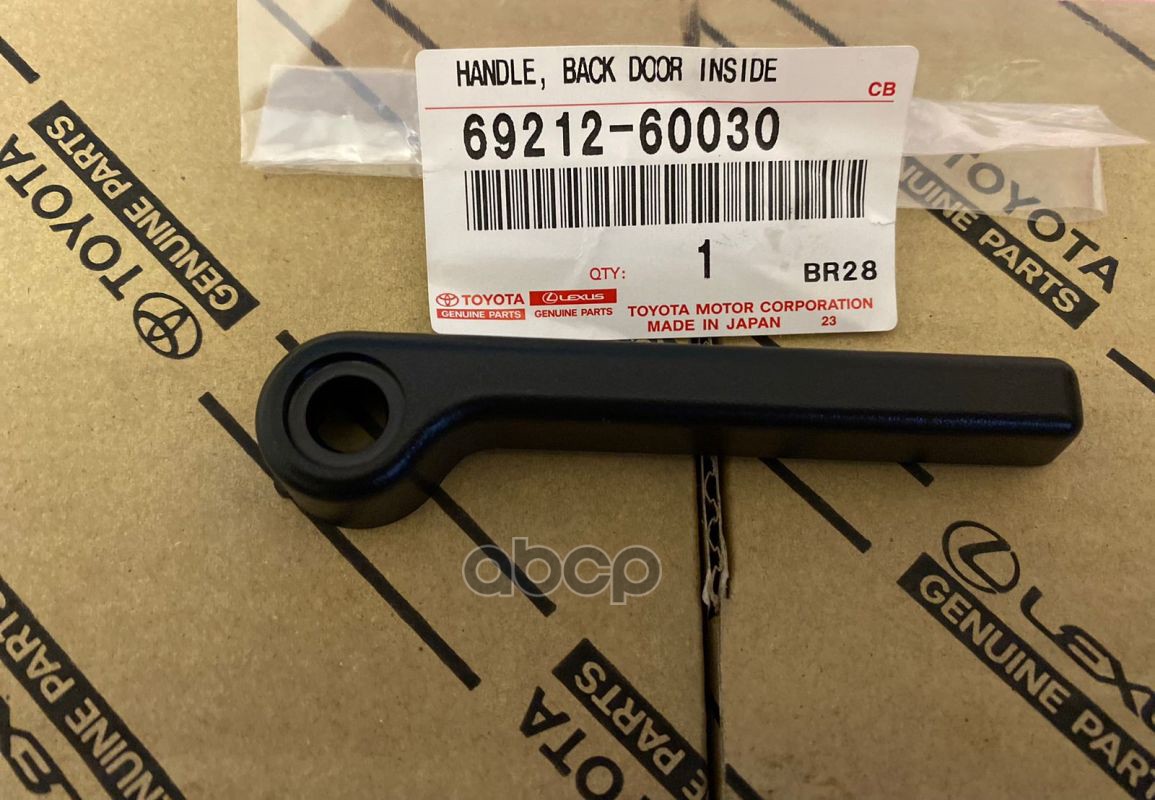 HANDLE, BACK DOOR INSIDE
CB
69212-60030
QTY: 1 BR28
TOYOTA LEXUS
GENUINE PARTS GENUINE PARTS
TOYOTA MOTOR CORPORATION
MADE IN JAPAN 23
TOYOTA
GENUINE PARTS
TOYOTA
GENUINE PARTS
abcp
LEXUS
GENUINE PARTS
TOYOTA
GENUINE PARTS
GENUINE PARTS